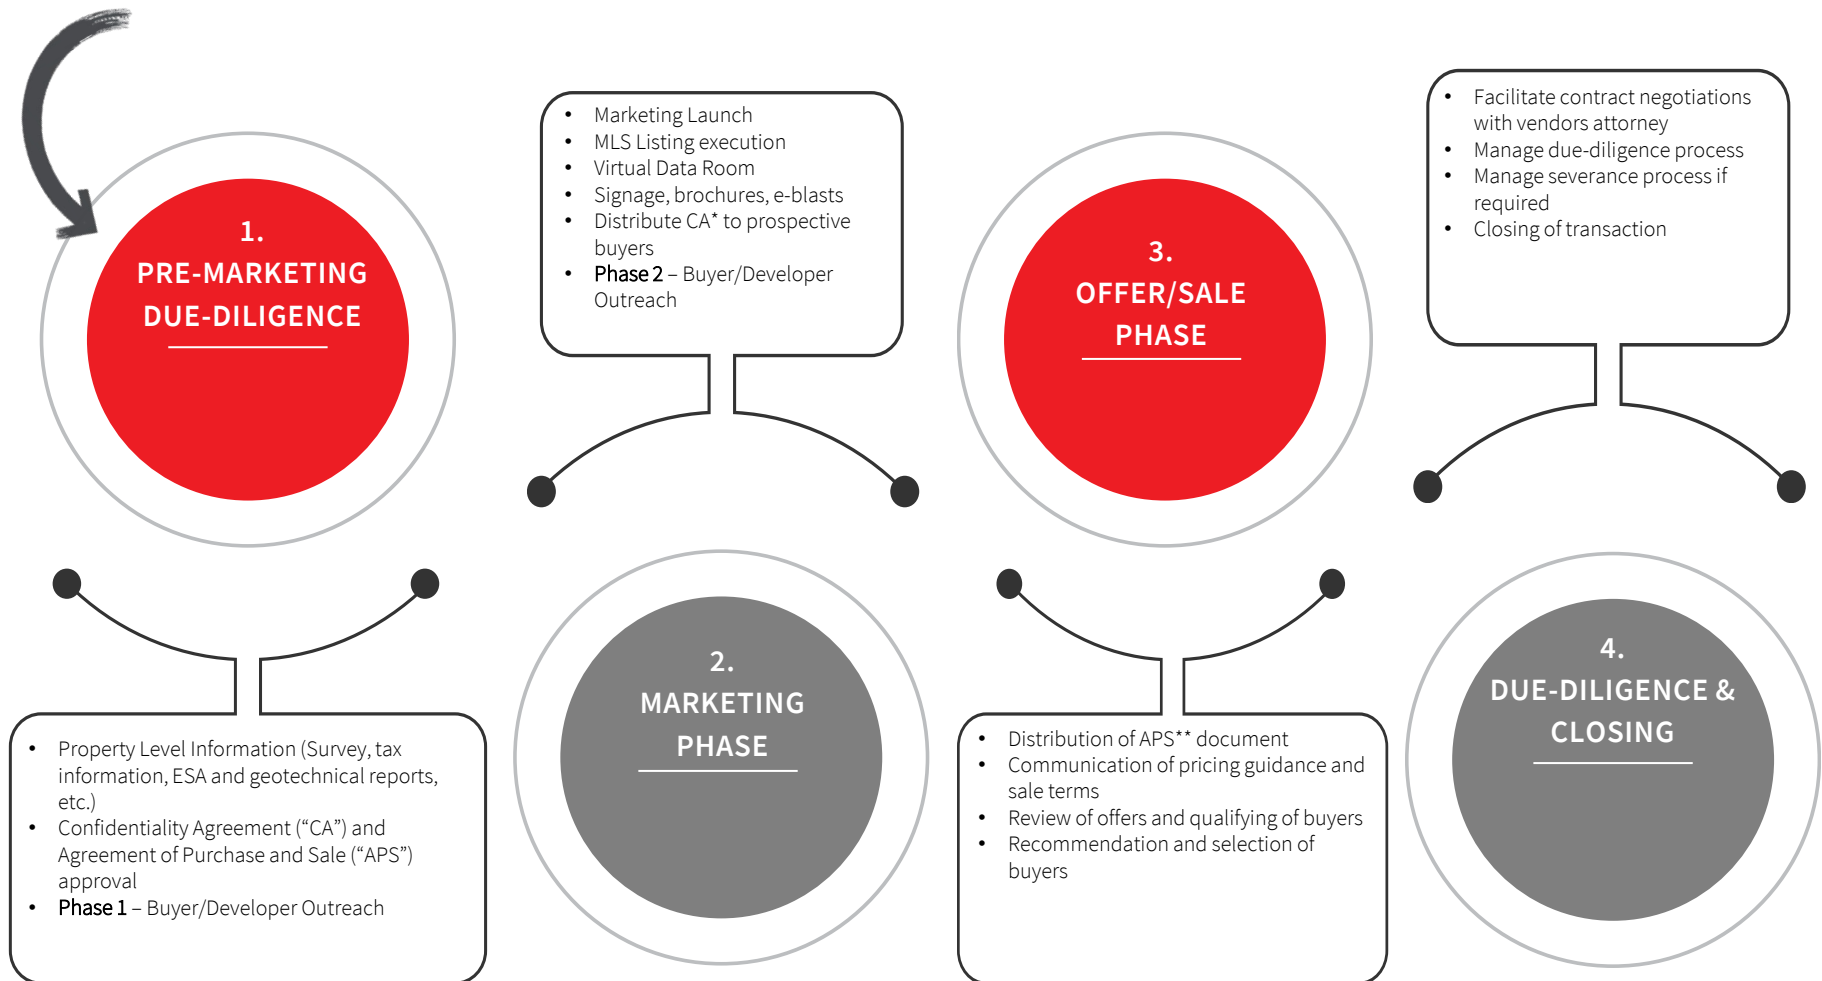 1.
PRE-MARKETING
DUE-DILIGENCE
• Property Level Information (Survey, tax
information, ESA and geotechnical reports,
etc.)
• Confidentiality Agreement (“CA”) and
Agreement of Purchase and Sale (“APS”)
approval
• Phase 1 – Buyer/Developer Outreach
• Marketing Launch
• MLS Listing execution
• Virtual Data Room
• Signage, brochures, e-blasts
• Distribute CA* to prospective
buyers
• Phase 2 – Buyer/Developer
Outreach
2.
MARKETING
PHASE
3.
OFFER/SALE
PHASE
• Distribution of APS** document
• Communication of pricing guidance and
sale terms
• Review of offers and qualifying of buyers
• Recommendation and selection of
buyers
• Facilitate contract negotiations
with vendors attorney
• Manage due-diligence process
• Manage severance process if
required
• Closing of transaction
4.
DUE-DILIGENCE &
CLOSING